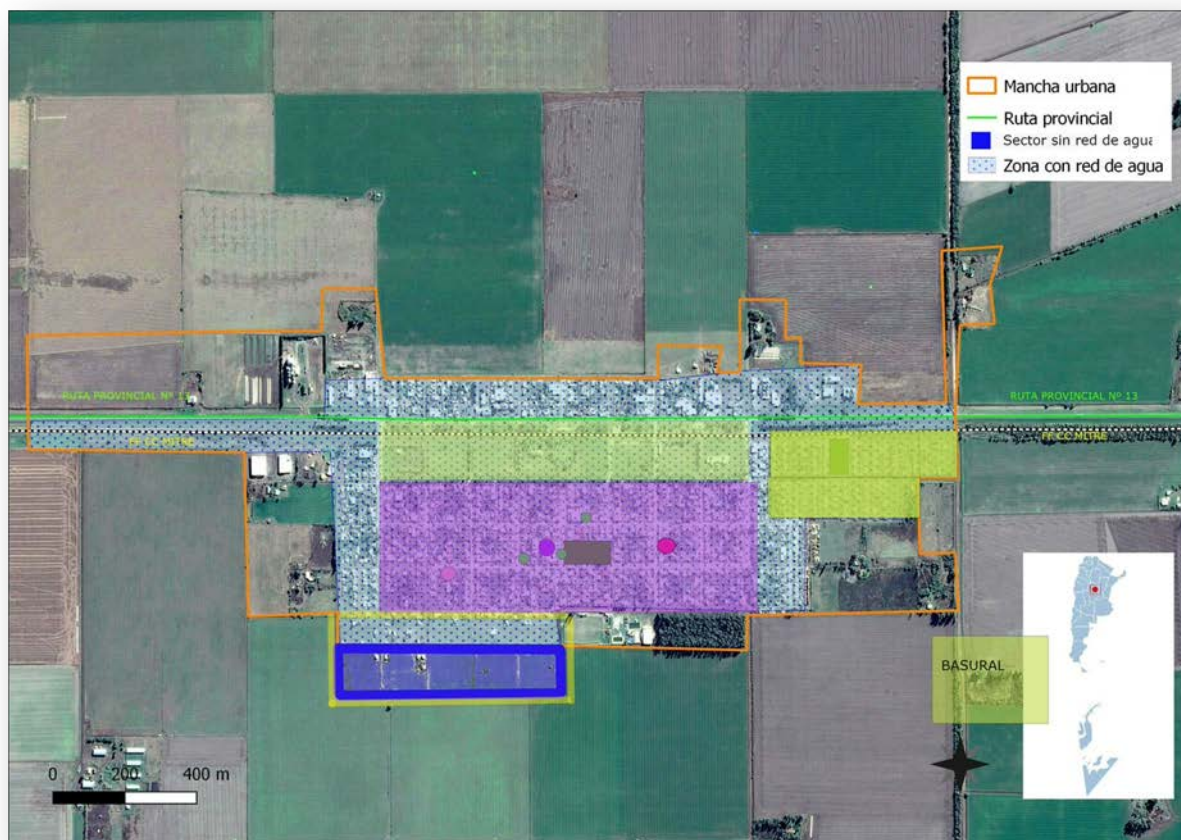 Mancha urbana
Ruta provincial
Sector sin red de agua
Zona con red de agua
RUTA PROVINCIAL Nº 13
RUTA PROVINCIAL Nº 13
FF CC MITRE
FF CC MITRE
BASURAL
0 200 400 m